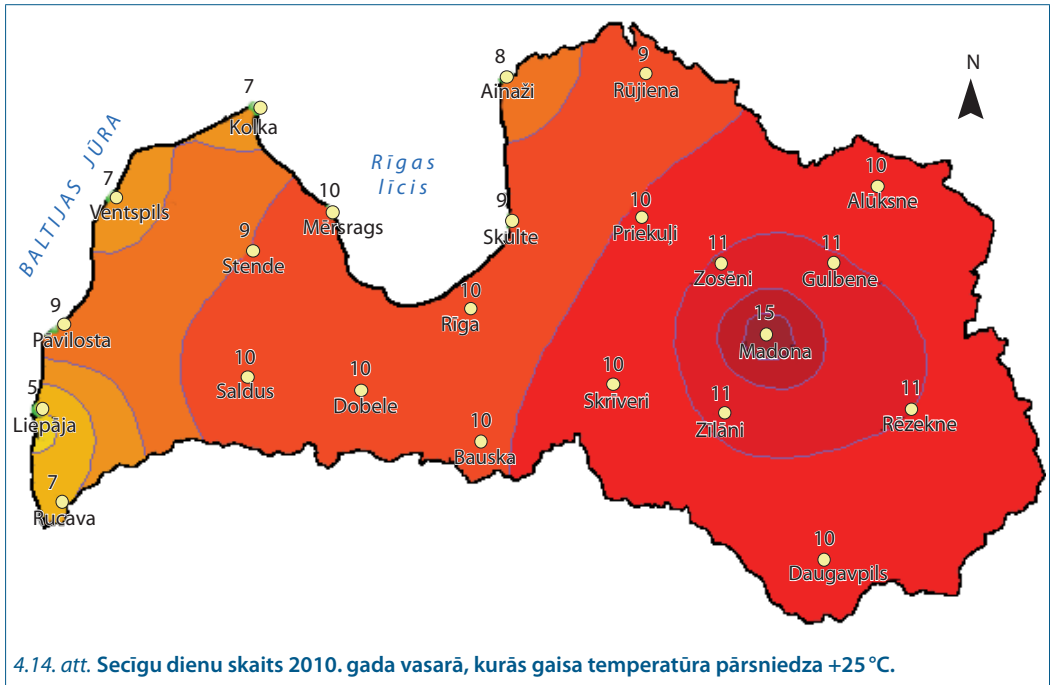 8
Ainaži
9
Rūjiena
N
7
Kolka
BALTIJAS JŪRA
Rīgas
līcis
7
Ventspils
10
Mērsrags
9
Skulte
10
Priekuļi
10
Alūksne
9
Stende
11
Zosēni
11
Gulbene
9
Pāvilosta
10
Rīga
15
Madona
10
Saldus
10
Dobele
10
Skrīveri
5
Liepāja
11
Zīlāni
11
Rēzekne
10
Bauska
7
Rucava
10
Daugavpils
4.14. att. Secīgu dienu skaits 2010. gada vasarā, kurās gaisa temperatūra pārsniedza +25 °C.